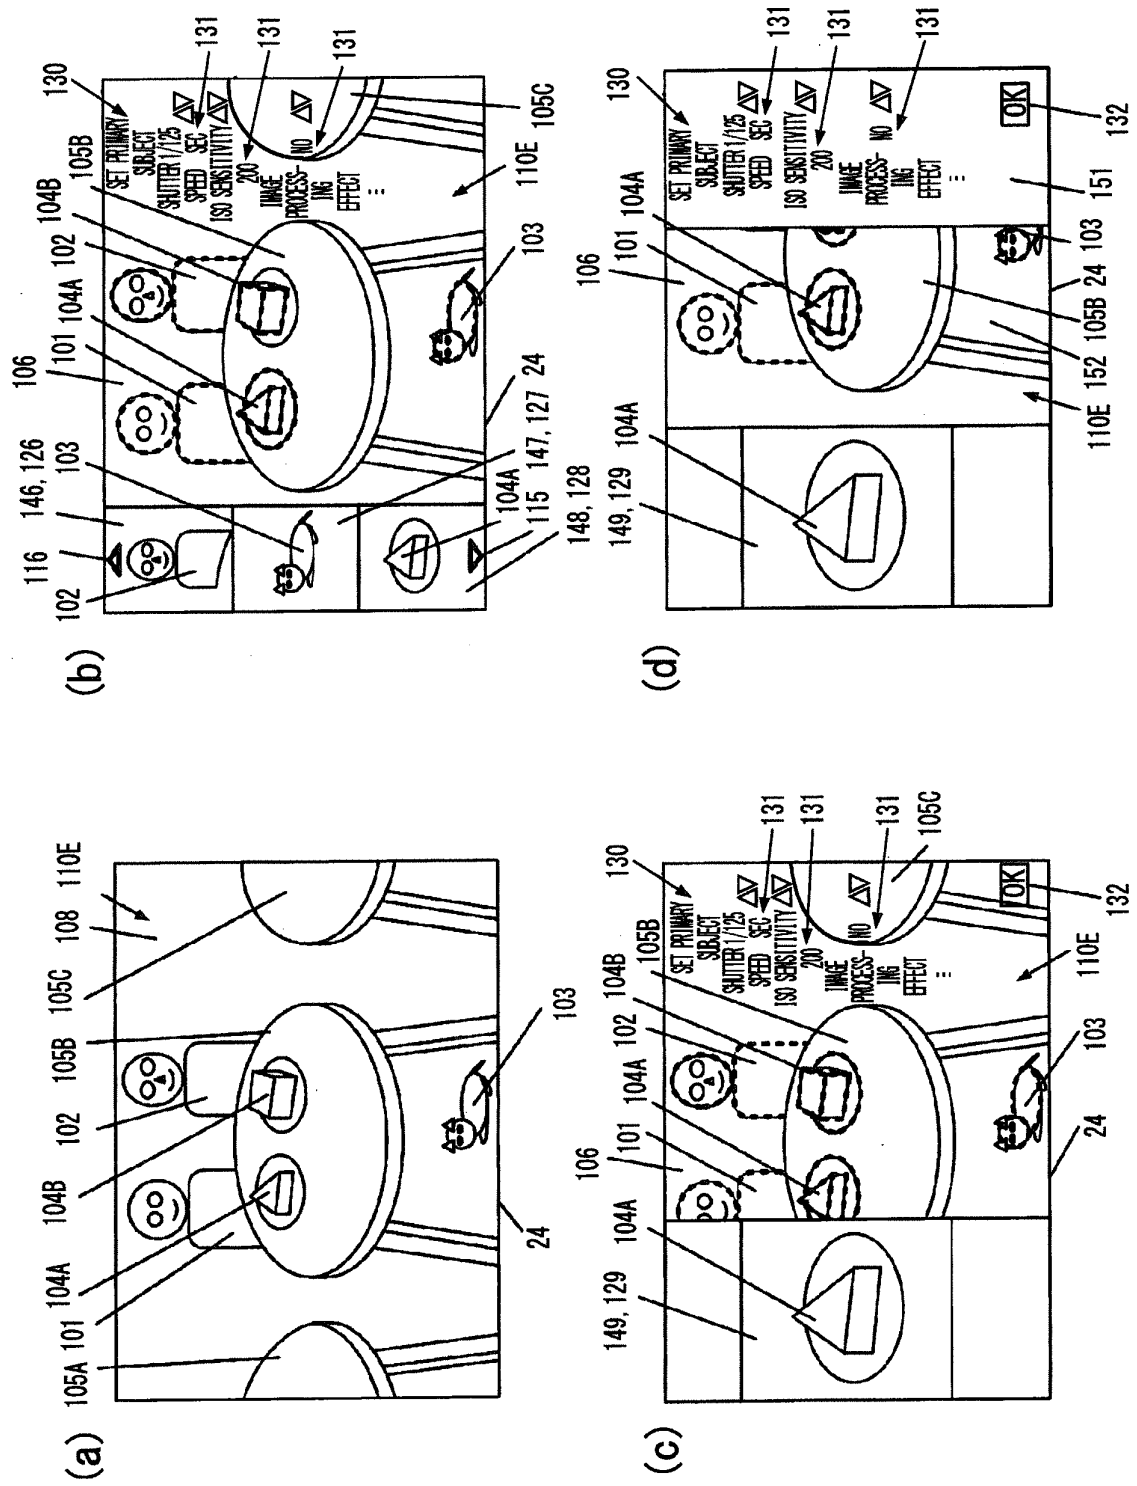 (a)
105A
101
104A
104B
102
105B
105C
108
110E
24
103
(b)
102
116
146, 126
103
106
101
104A
102
104B
105B
130
131
131
131
SET PRIMARY
SUBJECT
SHUTTER 1/125
SPEED SEC
ISO SENSITIVITY
200
IMAGE
PROCESS- NO
ING
EFFECT
⋮
105C
110E
103
24
147, 127
104A
115
148, 128
(c)
149, 129
104A
106
101
104A
102
104B
105B
130
SET PRIMARY
SUBJECT
SHUTTER 1/125
SPEED SEC
ISO SENSITIVITY
200
IMAGE
PROCESS- NO
ING
EFFECT
⋮
131
131
131
105C
OK
132
110E
103
24
(d)
149, 129
104A
106
101
104A
130
SET PRIMARY
SUBJECT
SHUTTER 1/125
SPEED SEC
ISO SENSITIVITY
200
IMAGE
PROCESS- NO
ING
EFFECT
⋮
131
131
131
OK
132
151
103
24
105B
152
110E